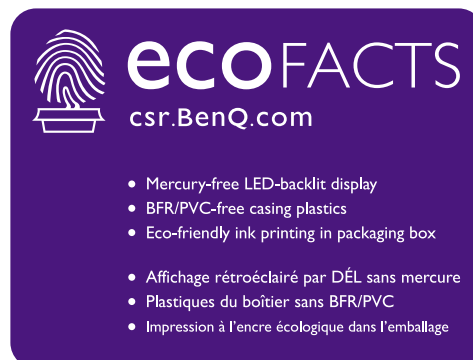 ecoFACTS
csr.BenQ.com
• Mercury-free LED-backlit display
• BFR/PVC-free casing plastics
• Eco-friendly ink printing in packaging box
• Affichage rétroéclairé par DÉL sans mercure
• Plastiques du boîtier sans BFR/PVC
• Impression à l'encre écologique dans l'emballage